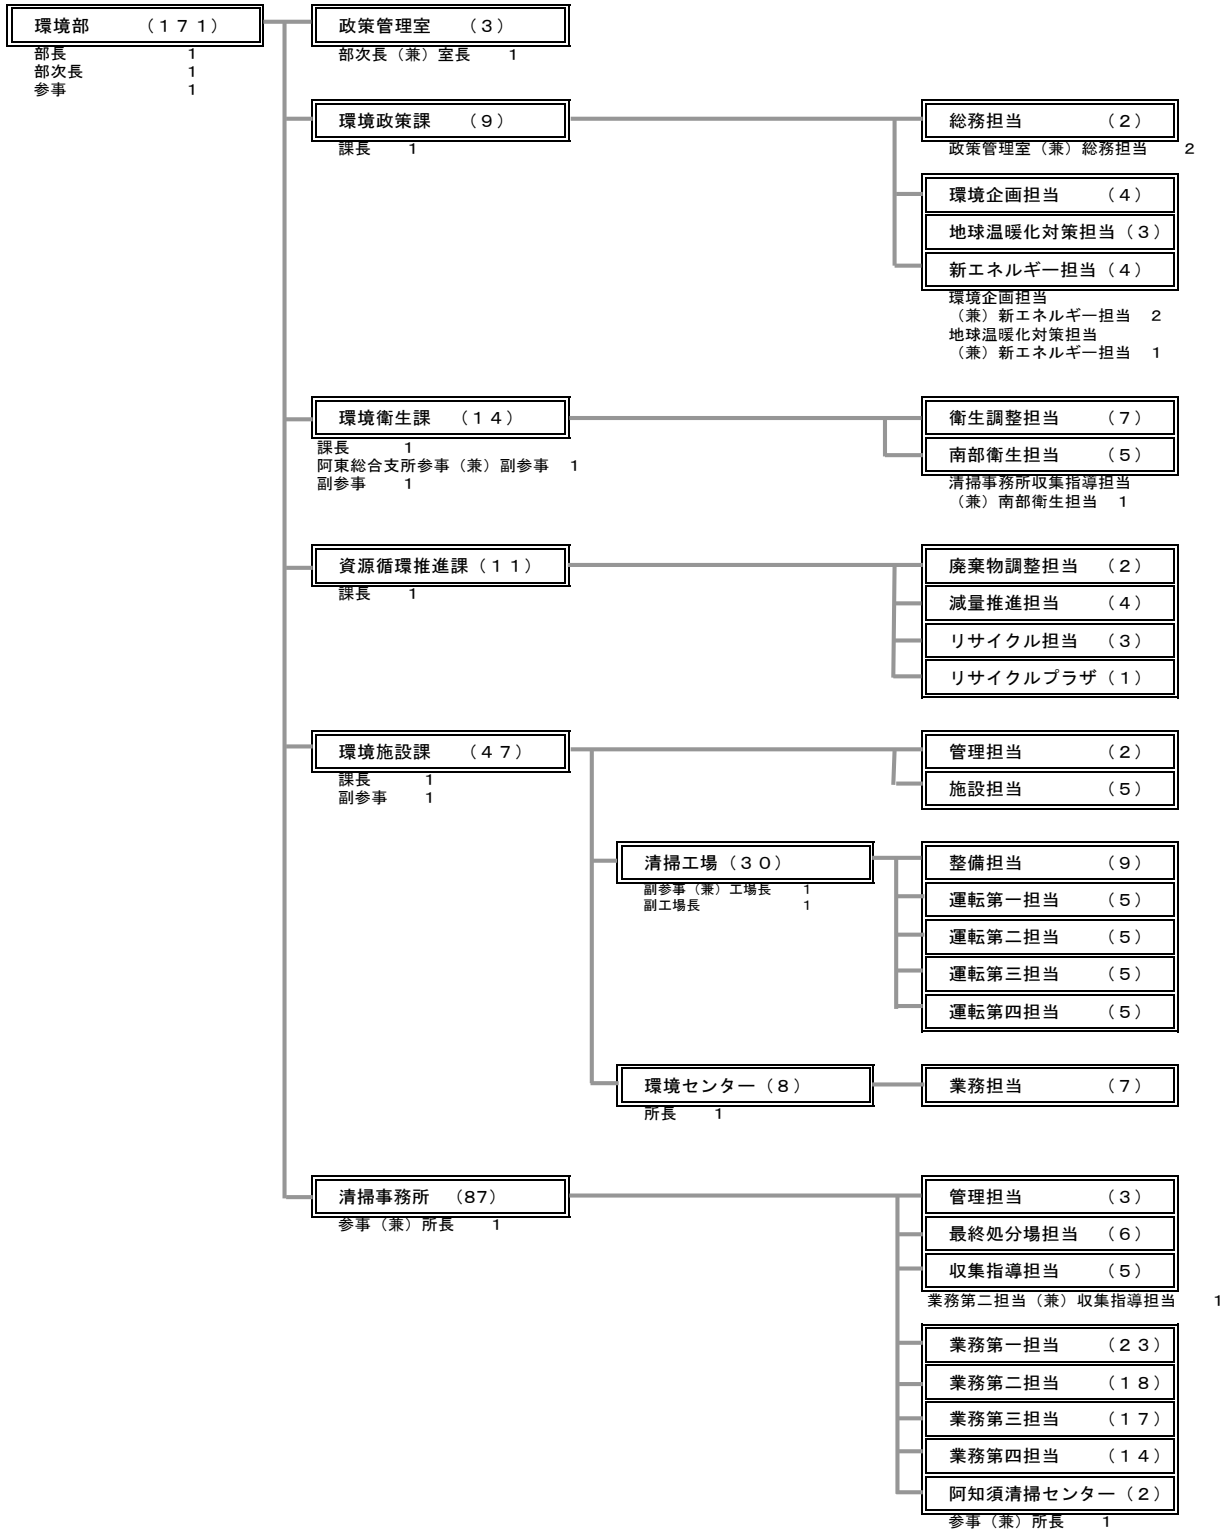 環境部　　　（１７１）
部長　　　　　　　1
部次長　　　　　　1
参事　　　　　　　1
政策管理室　　（３）
部次長（兼）室長　　1
環境政策課　　（９）
課長　　1
総務担当　　　　　（２）
政策管理室（兼）総務担当　　2
環境企画担当　　　（４）
地球温暖化対策担当（３）
新エネルギー担当（４）
環境企画担当
（兼）新エネルギー担当　2
地球温暖化対策担当
（兼）新エネルギー担当　1
環境衛生課　　（１４）
課長　　　1
阿東総合支所参事（兼）副参事　1
副参事　　1
衛生調整担当　　　（７）
南部衛生担当　　　（５）
清掃事務所収集指導担当
（兼）南部衛生担当　1
資源循環推進課（１１）
課長　　1
廃棄物調整担当　　（２）
減量推進担当　　　（４）
リサイクル担当　　（３）
リサイクルプラザ（１）
環境施設課　　（４７）
課長　　　1
副参事　　1
管理担当　　　　　（２）
施設担当　　　　　（５）
清掃工場（３０）
副参事（兼）工場長　　1
副工場長　　　　　　　1
整備担当　　　　　（９）
運転第一担当　　　（５）
運転第二担当　　　（５）
運転第三担当　　　（５）
運転第四担当　　　（５）
環境センター（８）
所長　　1
業務担当　　　　　（７）
清掃事務所　（87）
参事（兼）所長　　1
管理担当　　　　　（３）
最終処分場担当　　（６）
収集指導担当　　　（５）
業務第二担当（兼）収集指導担当　　1
業務第一担当　　　（２３）
業務第二担当　　　（１８）
業務第三担当　　　（１７）
業務第四担当　　　（１４）
阿知須清掃センター（２）
参事（兼）所長　　1